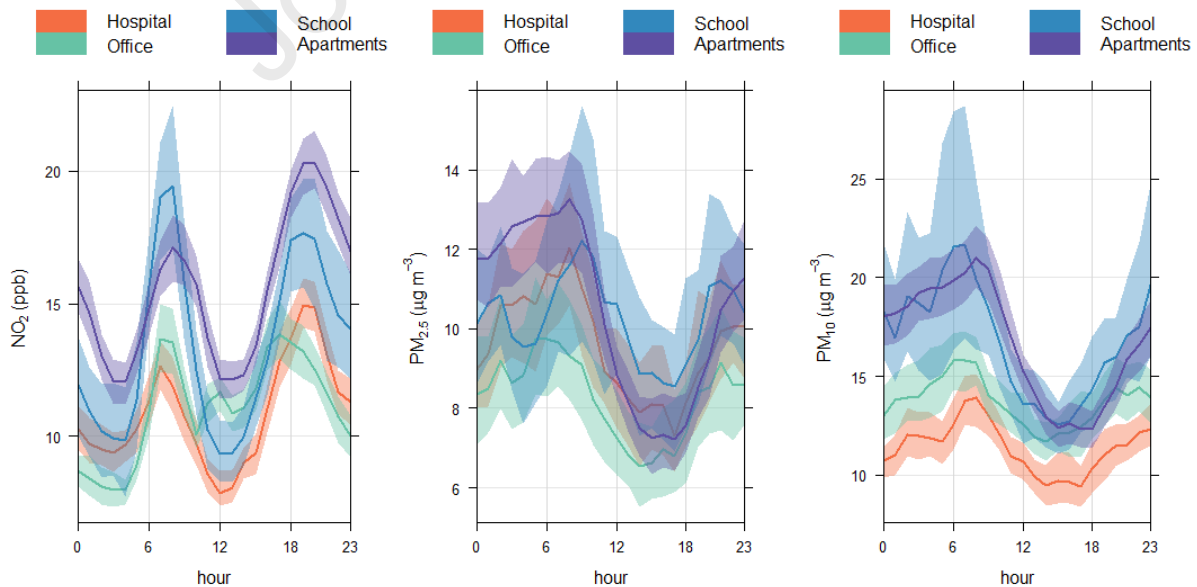 Hospital School
Office Apartments
Hospital School
Office Apartments
Hospital School
Office Apartments
NO₂ (ppb)
20
15
10
0 6 12 18 23
hour
PM₂.₅ (µg m⁻³)
14
12
10
8
6
0 6 12 18 23
hour
PM₁₀ (µg m⁻³)
25
20
15
10
0 6 12 18 23
hour